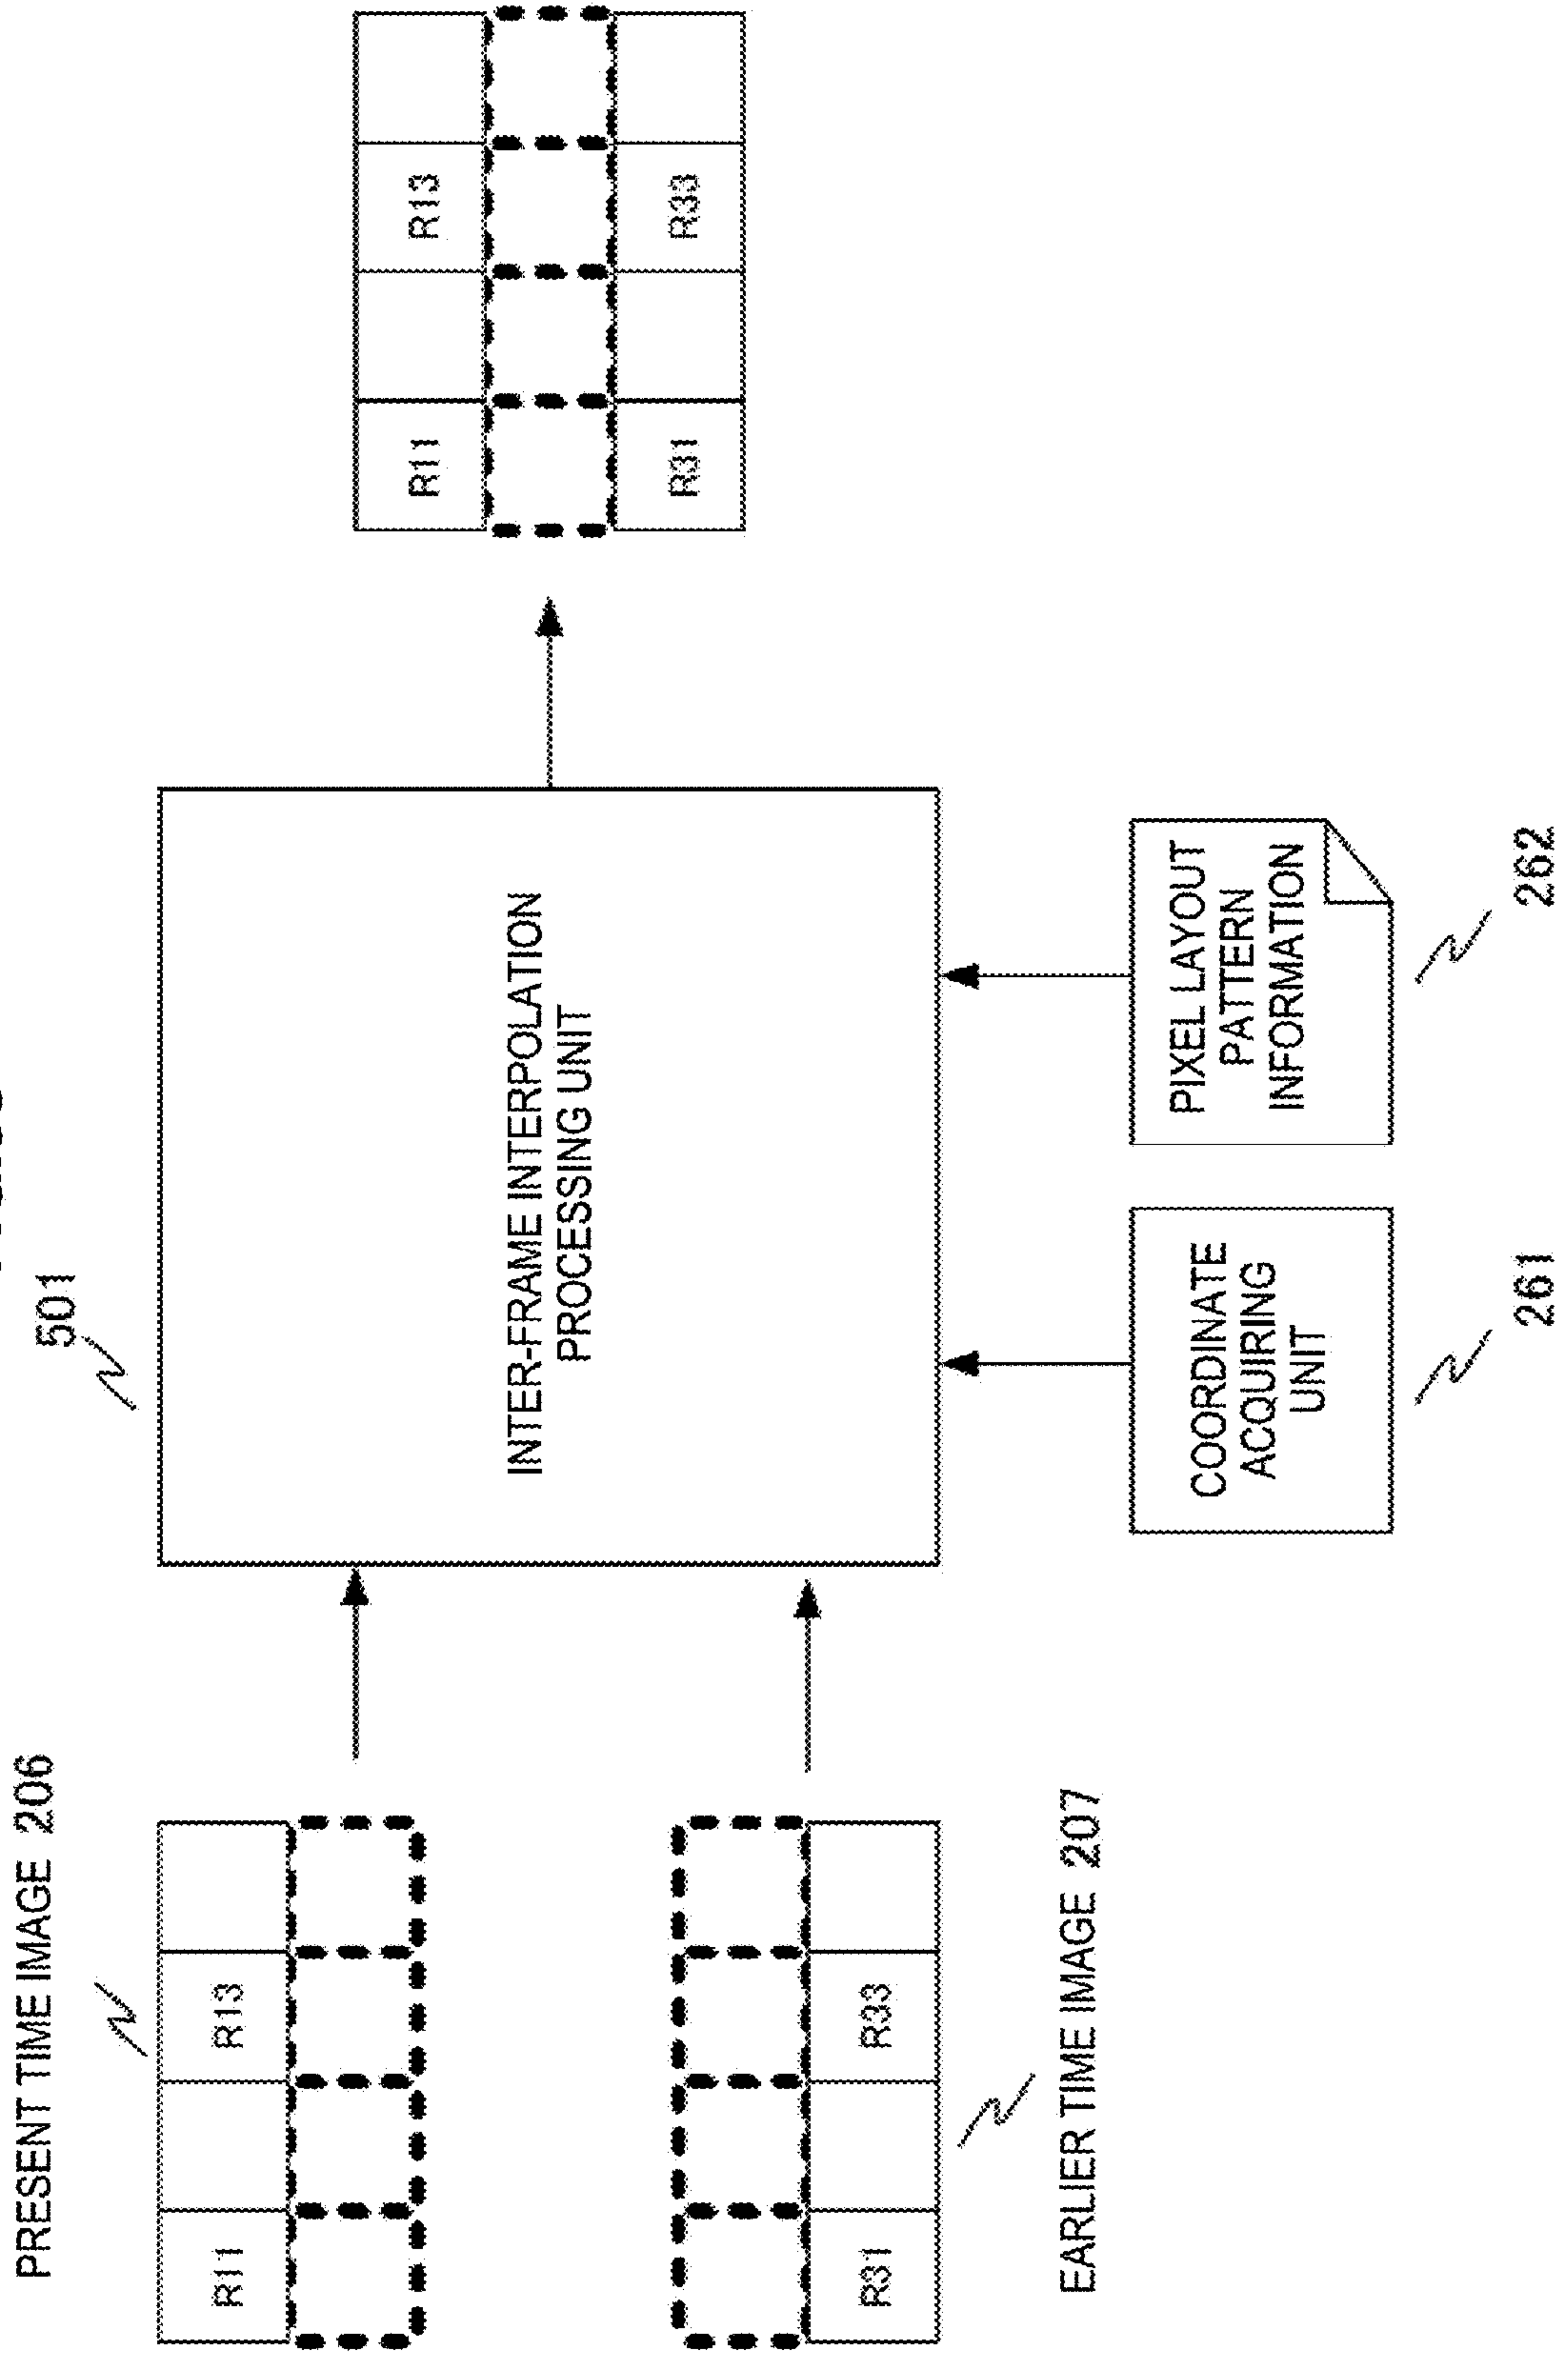 501
PRESENT TIME IMAGE 206
R11
R13
R31
R33
EARLIER TIME IMAGE 207
INTER-FRAME INTERPOLATION
PROCESSING UNIT
COORDINATE
ACQUIRING
UNIT
261
PIXEL LAYOUT
PATTERN
INFORMATION
262
R11
R13
R31
R33